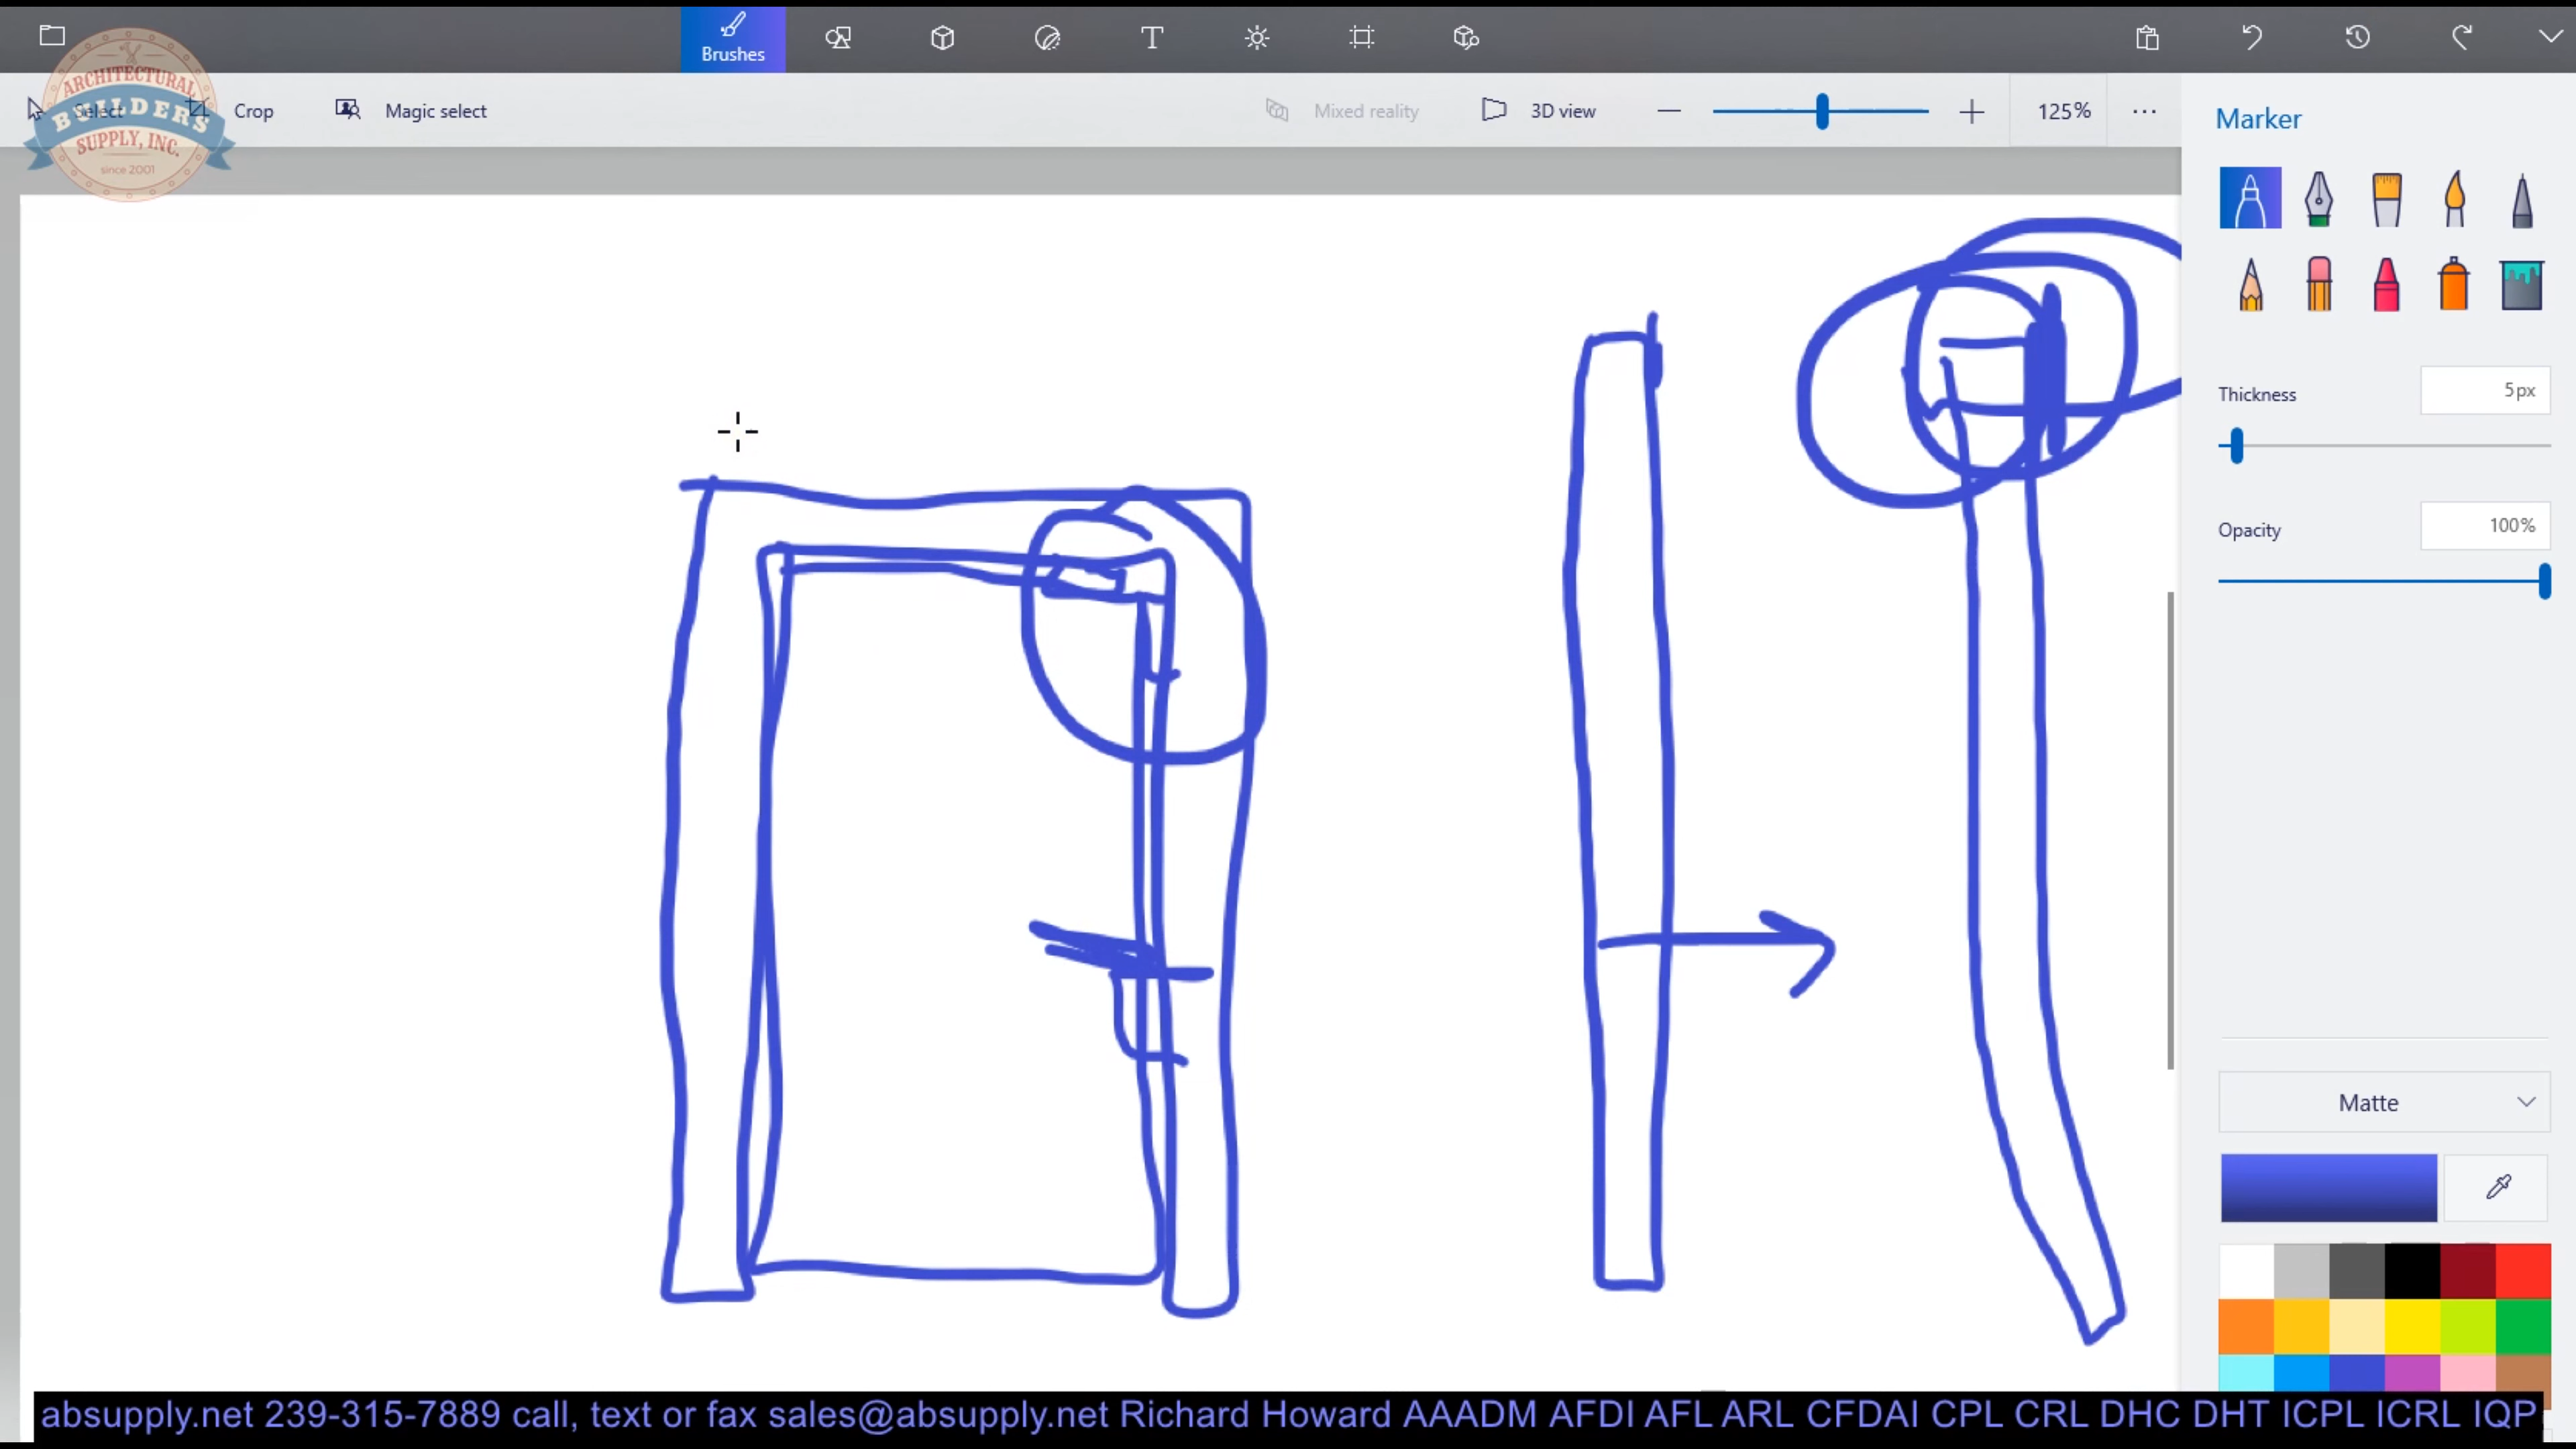 Brushes
Select
Crop
Magic select
Mixed reality
3D view
125%
ARCHITECTURAL
BUILDERS
SUPPLY, INC.
since 2001
Marker
Thickness
5px
Opacity
100%
Matte
absupply.net 239-315-7889 call, text or fax sales@absupply.net Richard Howard AAADM AFDI AFL ARL CFDAI CPL CRL DHC DHT ICPL ICRL IQP